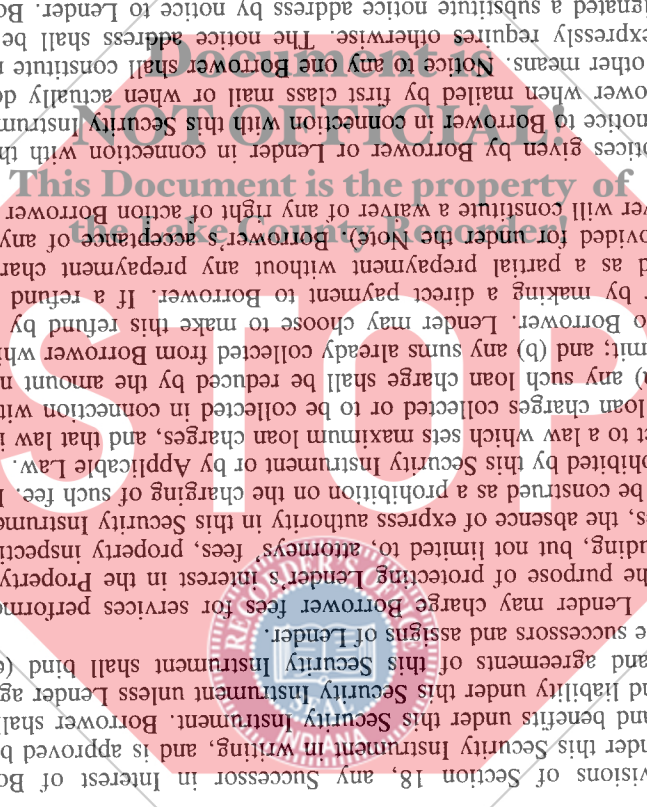 Document is
NOT OFFICIAL!
This Document is the property of
the Lake County Recorder!
STOP
RECORDER'S OFFICE
SEAL
INDIANA
visions of Section 18, any Successor in Interest of Bo
nder this Security Instrument in writing, and is approved b
and benefits under this Security Instrument. Borrower shal
nd liability under this Security Instrument unless Lender ag
and agreements of this Security Instrument shall bind (e
e successors and assigns of Lender.
Lender may charge Borrower fees for services performe
he purpose of protecting Lender's interest in the Property
uding, but not limited to, attorneys' fees, property inspecti
s, the absence of express authority in this Security Instrume
be construed as a prohibition on the charging of such fee. L
ohibited by this Security Instrument or by Applicable Law.
ct to a law which sets maximum loan charges, and that law i
loan charges collected or to be collected in connection wit
a) any such loan charge shall be reduced by the amount n
mit; and (b) any sums already collected from Borrower whi
o Borrower. Lender may choose to make this refund by
r by making a direct payment to Borrower. If a refund
d as a partial prepayment without any prepayment char
ovided for under the Note). Borrower's acceptance of any
er will constitute a waiver of any right of action Borrower
otices given by Borrower or Lender in connection with th
notice to Borrower in connection with this Security Instrum
ower when mailed by first class mail or when actually de
other means. Notice to any one Borrower shall constitute n
expressly requires otherwise. The notice address shall be
signated a substitute notice address by notice to Lender. Bo